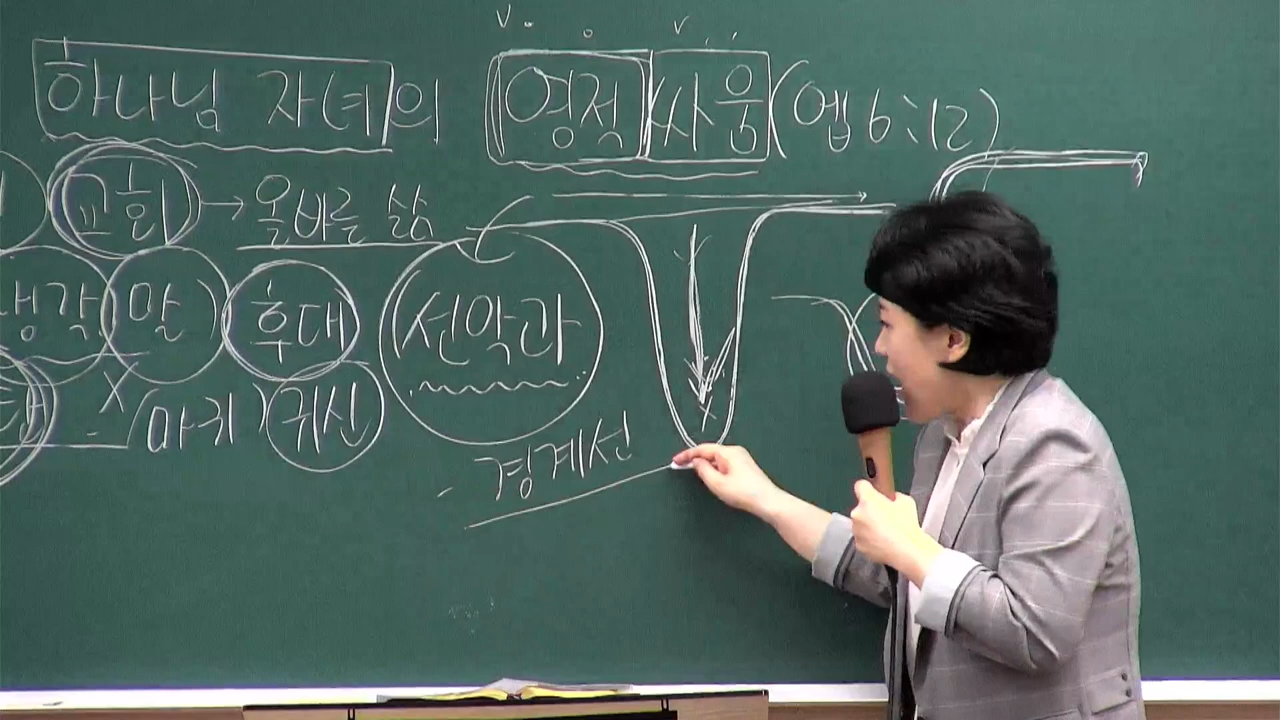 하나님 자녀의 영적 싸움 (엡 6:12)
교회 → 올바른 삶
생각 말 후대 선악과
X (마귀) 귀신
경계선